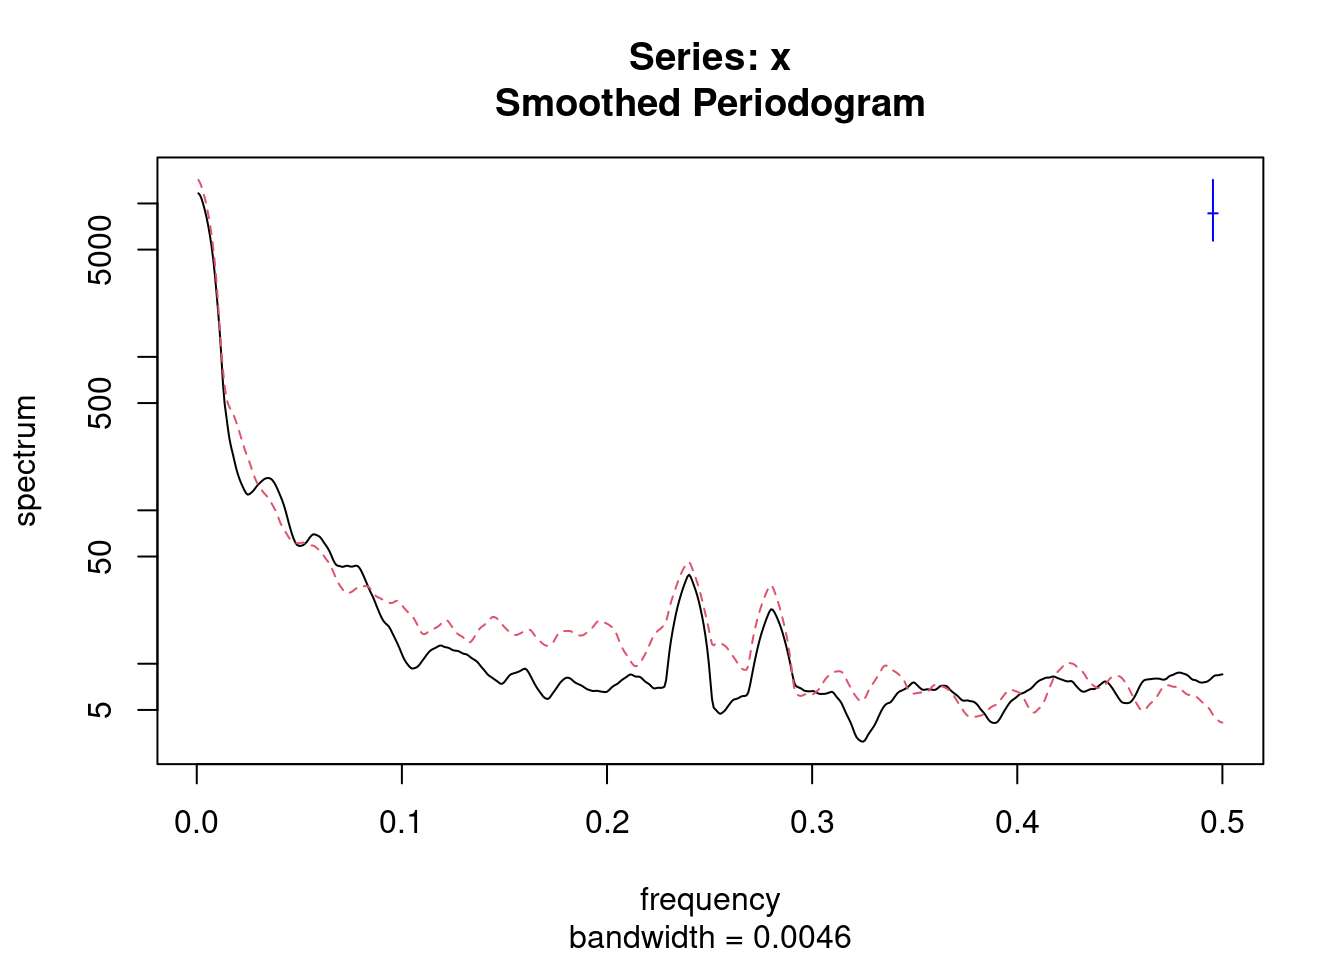 Series: x
Smoothed Periodogram
spectrum
5000
500
50
5
0.0 0.1 0.2 0.3 0.4 0.5
frequency
bandwidth = 0.0046